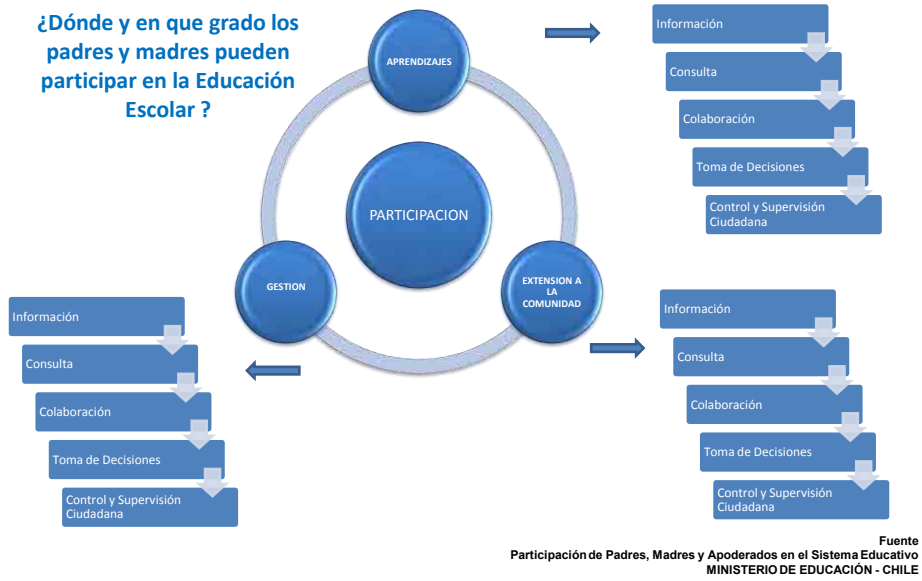 ¿Dónde y en que grado los
padres y madres pueden
participar en la Educación
Escolar ?
APRENDIZAJES
PARTICIPACION
GESTION
EXTENSION A
LA
COMUNIDAD
Información
Consulta
Colaboración
Toma de Decisiones
Control y Supervisión
Ciudadana
Información
Consulta
Colaboración
Toma de Decisiones
Control y Supervisión
Ciudadana
Información
Consulta
Colaboración
Toma de Decisiones
Control y Supervisión
Ciudadana
Fuente
Participación de Padres, Madres y Apoderados en el Sistema Educativo
MINISTERIO DE EDUCACIÓN - CHILE